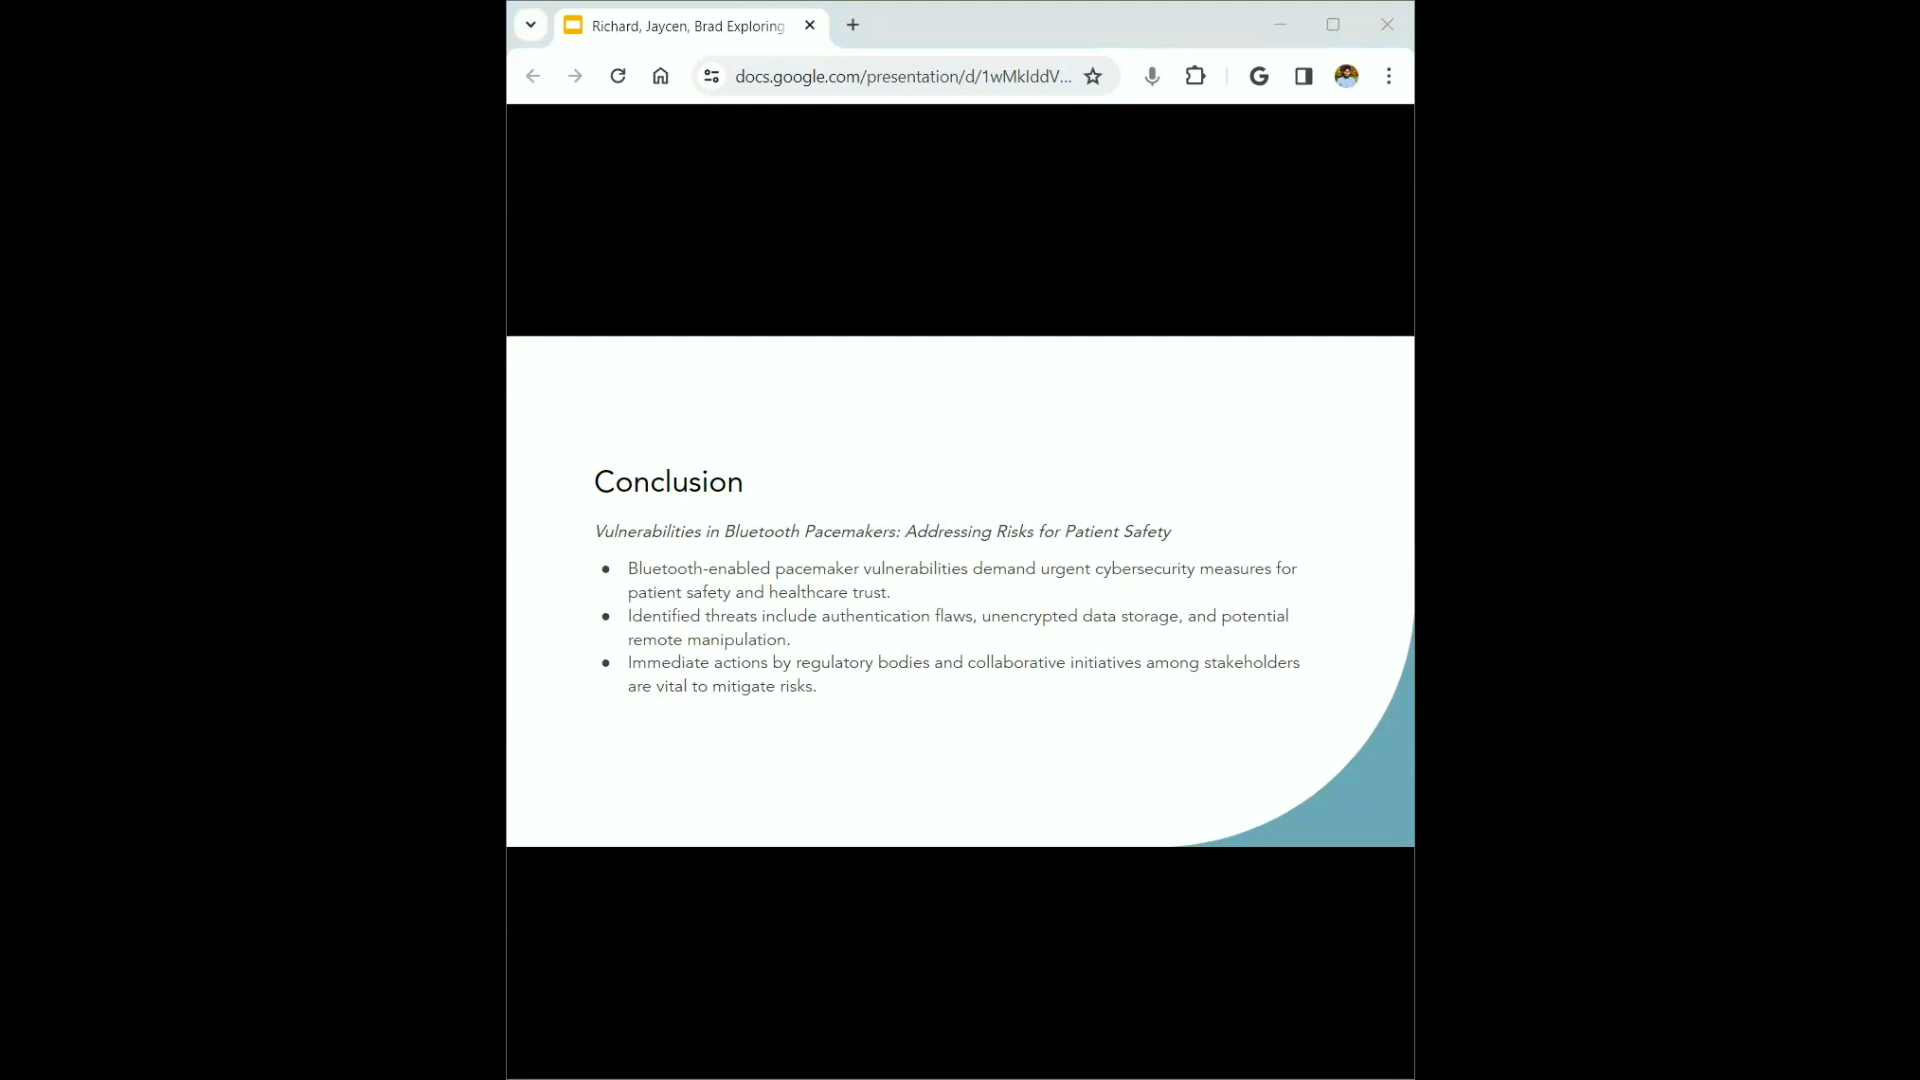 Richard, Jaycen, Brad Exploring
docs.google.com/presentation/d/1wMkIddV...
Conclusion
Vulnerabilities in Bluetooth Pacemakers: Addressing Risks for Patient Safety
● Bluetooth-enabled pacemaker vulnerabilities demand urgent cybersecurity measures for
patient safety and healthcare trust.
● Identified threats include authentication flaws, unencrypted data storage, and potential
remote manipulation.
● Immediate actions by regulatory bodies and collaborative initiatives among stakeholders
are vital to mitigate risks.